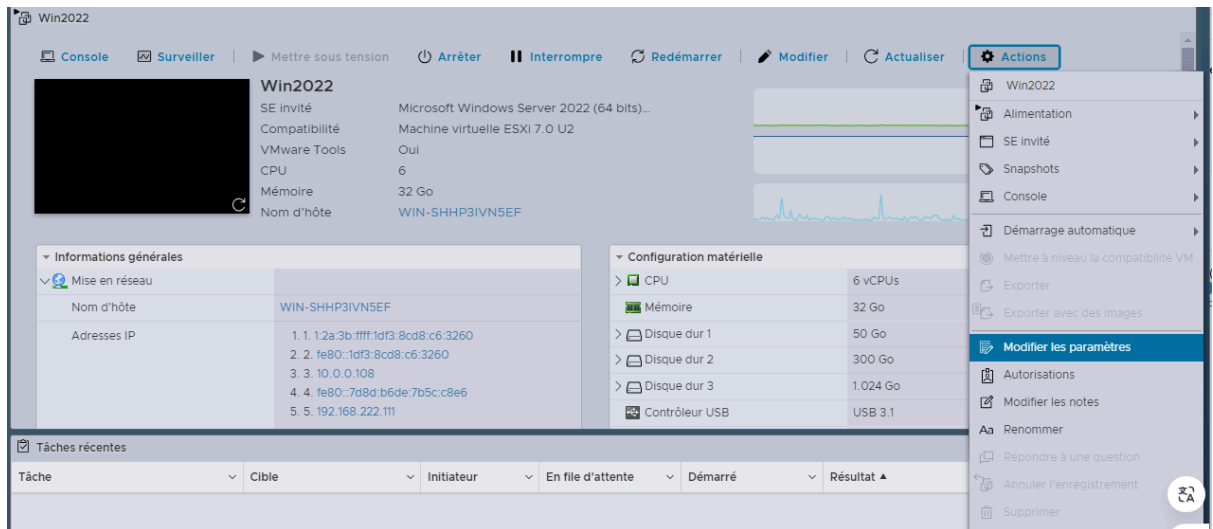 Win2022
Console Surveiller Mettre sous tension Arrêter Interrompre Redémarrer Modifier Actualiser Actions
Win2022
SE invité Microsoft Windows Server 2022 (64 bits)...
Compatibilité Machine virtuelle ESXi 7.0 U2
VMware Tools Oui
CPU 6
Mémoire 32 Go
Nom d'hôte WIN-SHHP3IVN5EF
Informations générales
Mise en réseau
Nom d'hôte WIN-SHHP3IVN5EF
Adresses IP 1. 1. 1:2a:3b:ffff:1df3:8cd8:c6:3260
2. 2. fe80::1df3:8cd8:c6:3260
3. 3. 10.0.0.108
4. 4. fe80::7d8d:b6de:7b5c:c8e6
5. 5. 192.168.222.111
Configuration matérielle
CPU 6 vCPUs
Mémoire 32 Go
Disque dur 1 50 Go
Disque dur 2 300 Go
Disque dur 3 1.024 Go
Contrôleur USB USB 3.1
Win2022
Alimentation
SE invité
Snapshots
Console
Démarrage automatique
Mettre à niveau la compatibilité VM
Exporter
Exporter avec des images
Modifier les paramètres
Autorisations
Modifier les notes
Aa Renommer
Répondre à une question
Annuler l'enregistrement
Supprimer
Tâches récentes
Tâche Cible Initiateur En file d'attente Démarré Résultat ▲